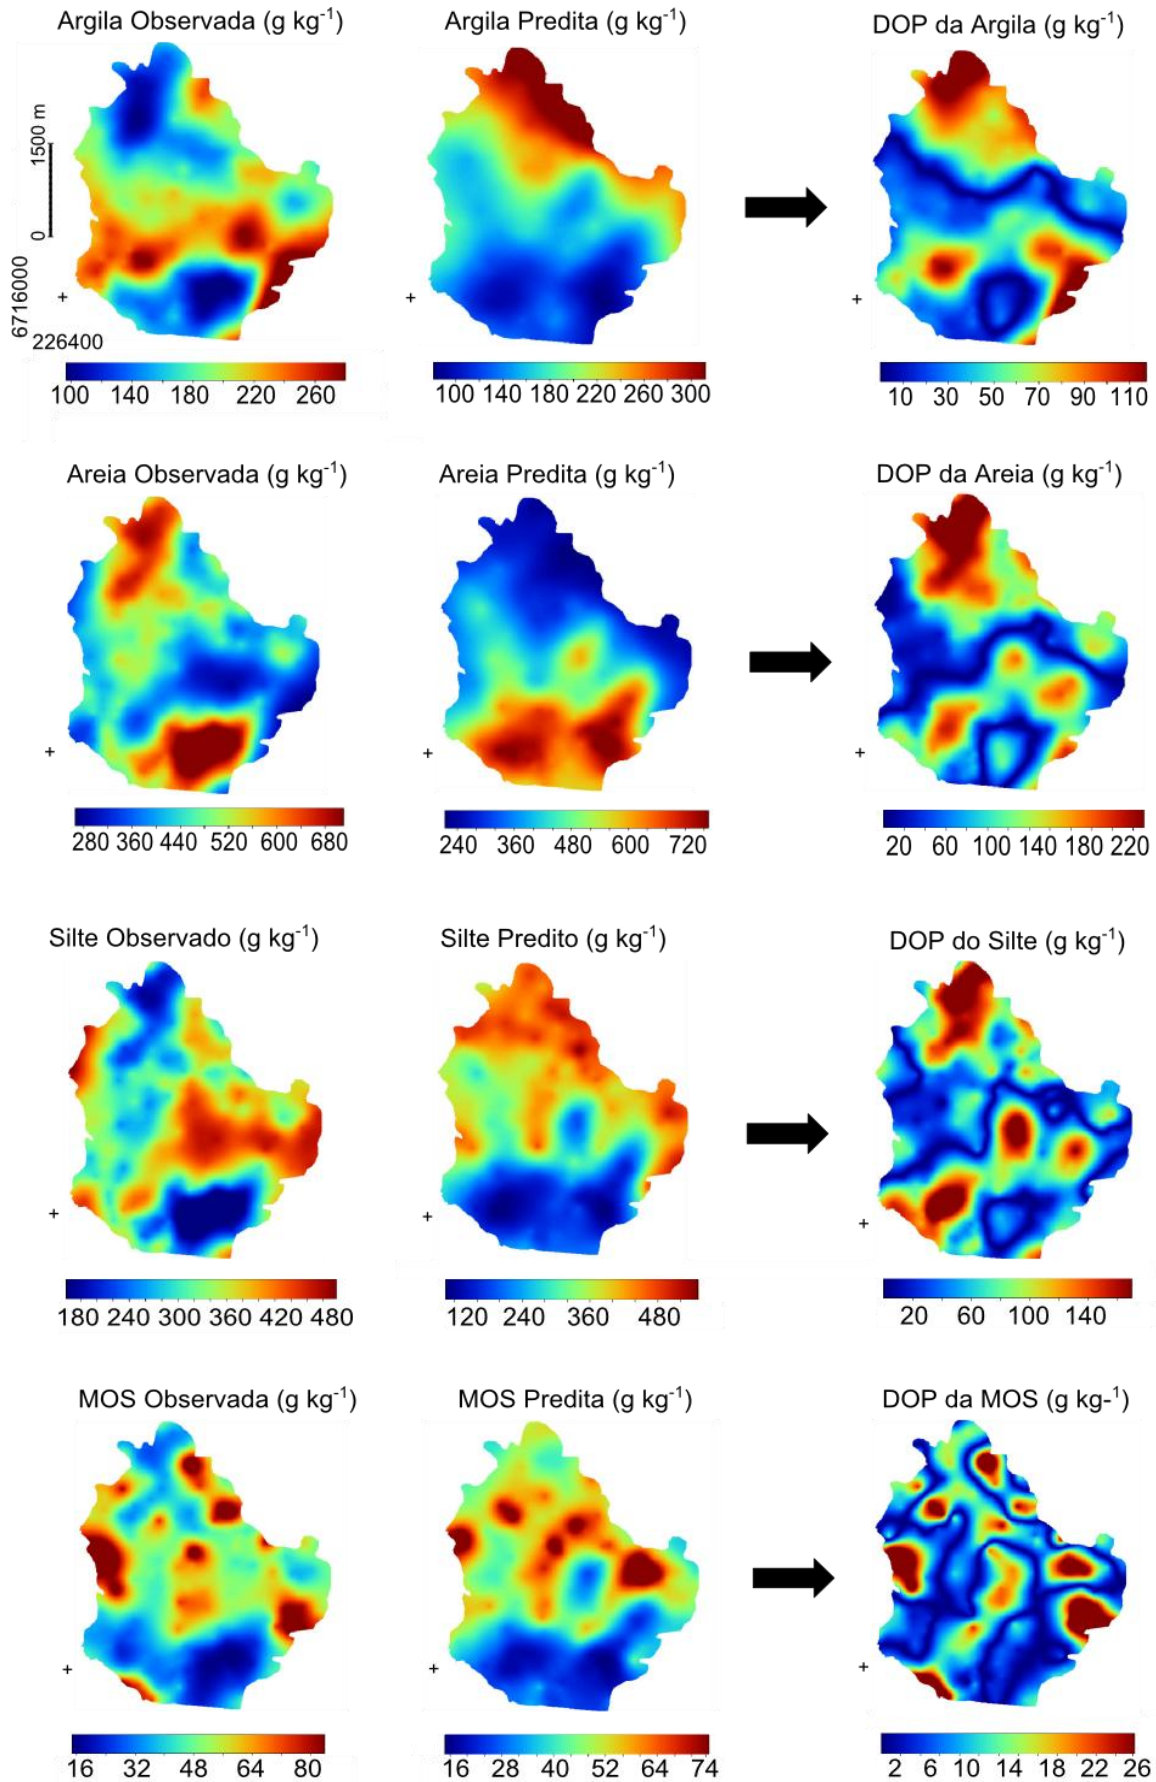 Argila Observada (g kg⁻¹) Argila Predita (g kg⁻¹) DOP da Argila (g kg⁻¹)
1500 m
0
6716000
+ + +
226400
100 140 180 220 260 100 140 180 220 260 300 10 30 50 70 90 110
Areia Observada (g kg⁻¹) Areia Predita (g kg⁻¹) DOP da Areia (g kg⁻¹)
+ + +
280 360 440 520 600 680 240 360 480 600 720 20 60 100 140 180 220
Silte Observado (g kg⁻¹) Silte Predito (g kg⁻¹) DOP do Silte (g kg⁻¹)
+ + +
180 240 300 360 420 480 120 240 360 480 20 60 100 140
MOS Observada (g kg⁻¹) MOS Predita (g kg⁻¹) DOP da MOS (g kg-¹)
+ + +
16 32 48 64 80 16 28 40 52 64 74 2 6 10 14 18 22 26